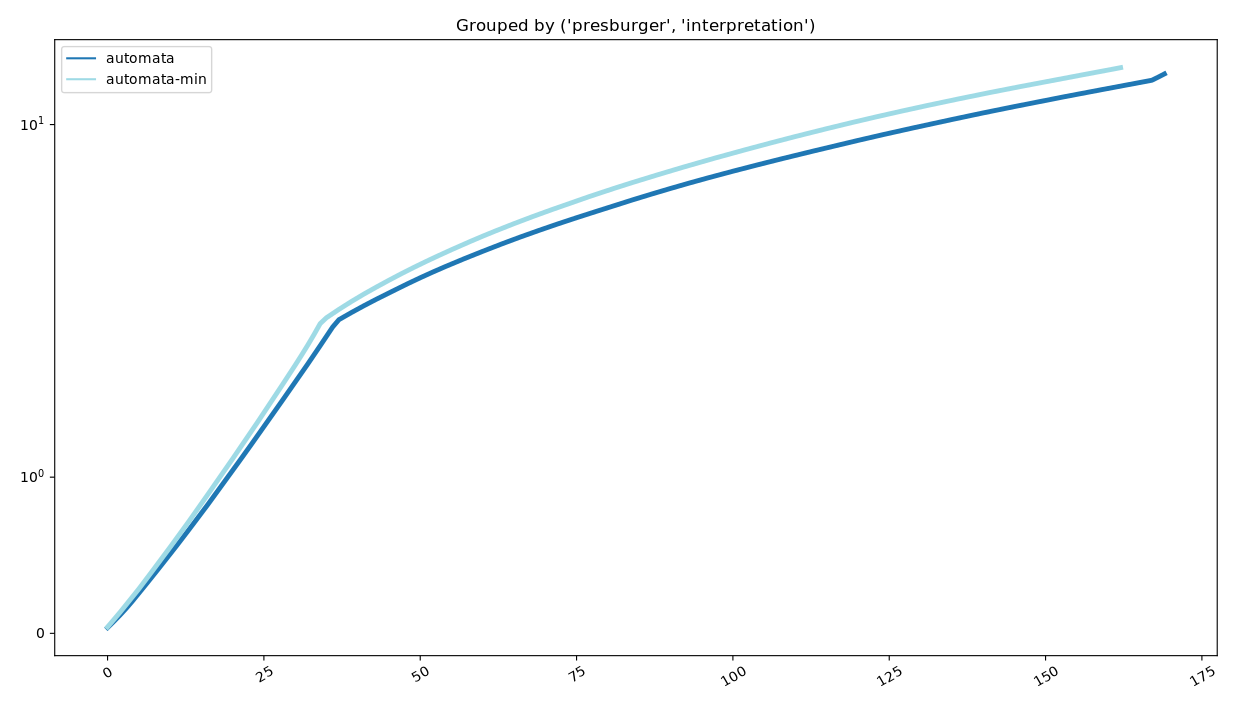 Grouped by ('presburger', 'interpretation')
automata
automata-min
10¹
10⁰
0
0 25 50 75 100 125 150 175